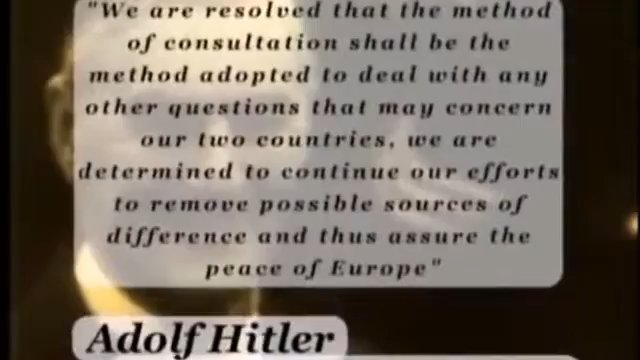 "We are resolved that the method
of consultation shall be the
method adopted to deal with any
other questions that may concern
our two countries, we are
determined to continue our efforts
to remove possible sources of
difference and thus assure the
peace of Europe"
Adolf Hitler